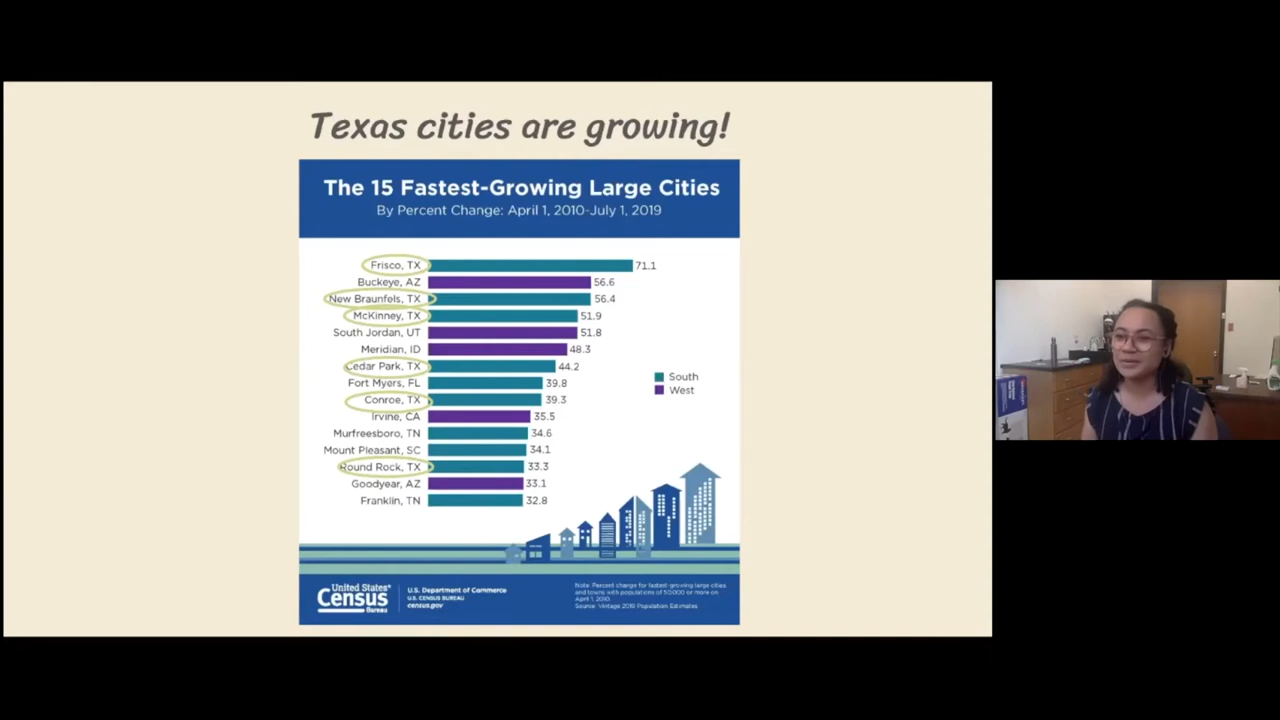 Texas cities are growing!
The 15 Fastest-Growing Large Cities
By Percent Change: April 1, 2010-July 1, 2019
Frisco, TX 71.1
Buckeye, AZ 56.6
New Braunfels, TX 56.4
McKinney, TX 51.9
South Jordan, UT 51.8
Meridian, ID 48.3
Cedar Park, TX 44.2
Fort Myers, FL 39.8
Conroe, TX 39.3
Irvine, CA 35.5
Murfreesboro, TN 34.6
Mount Pleasant, SC 34.1
Round Rock, TX 33.3
Goodyear, AZ 33.1
Franklin, TN 32.8
South
West
United States®
Census
Bureau
U.S. Department of Commerce
U.S. CENSUS BUREAU
census.gov
Note: Percent change for fastest-growing large cities
and towns with populations of 50,000 or more on
April 1, 2010.
Source: Vintage 2019 Population Estimates